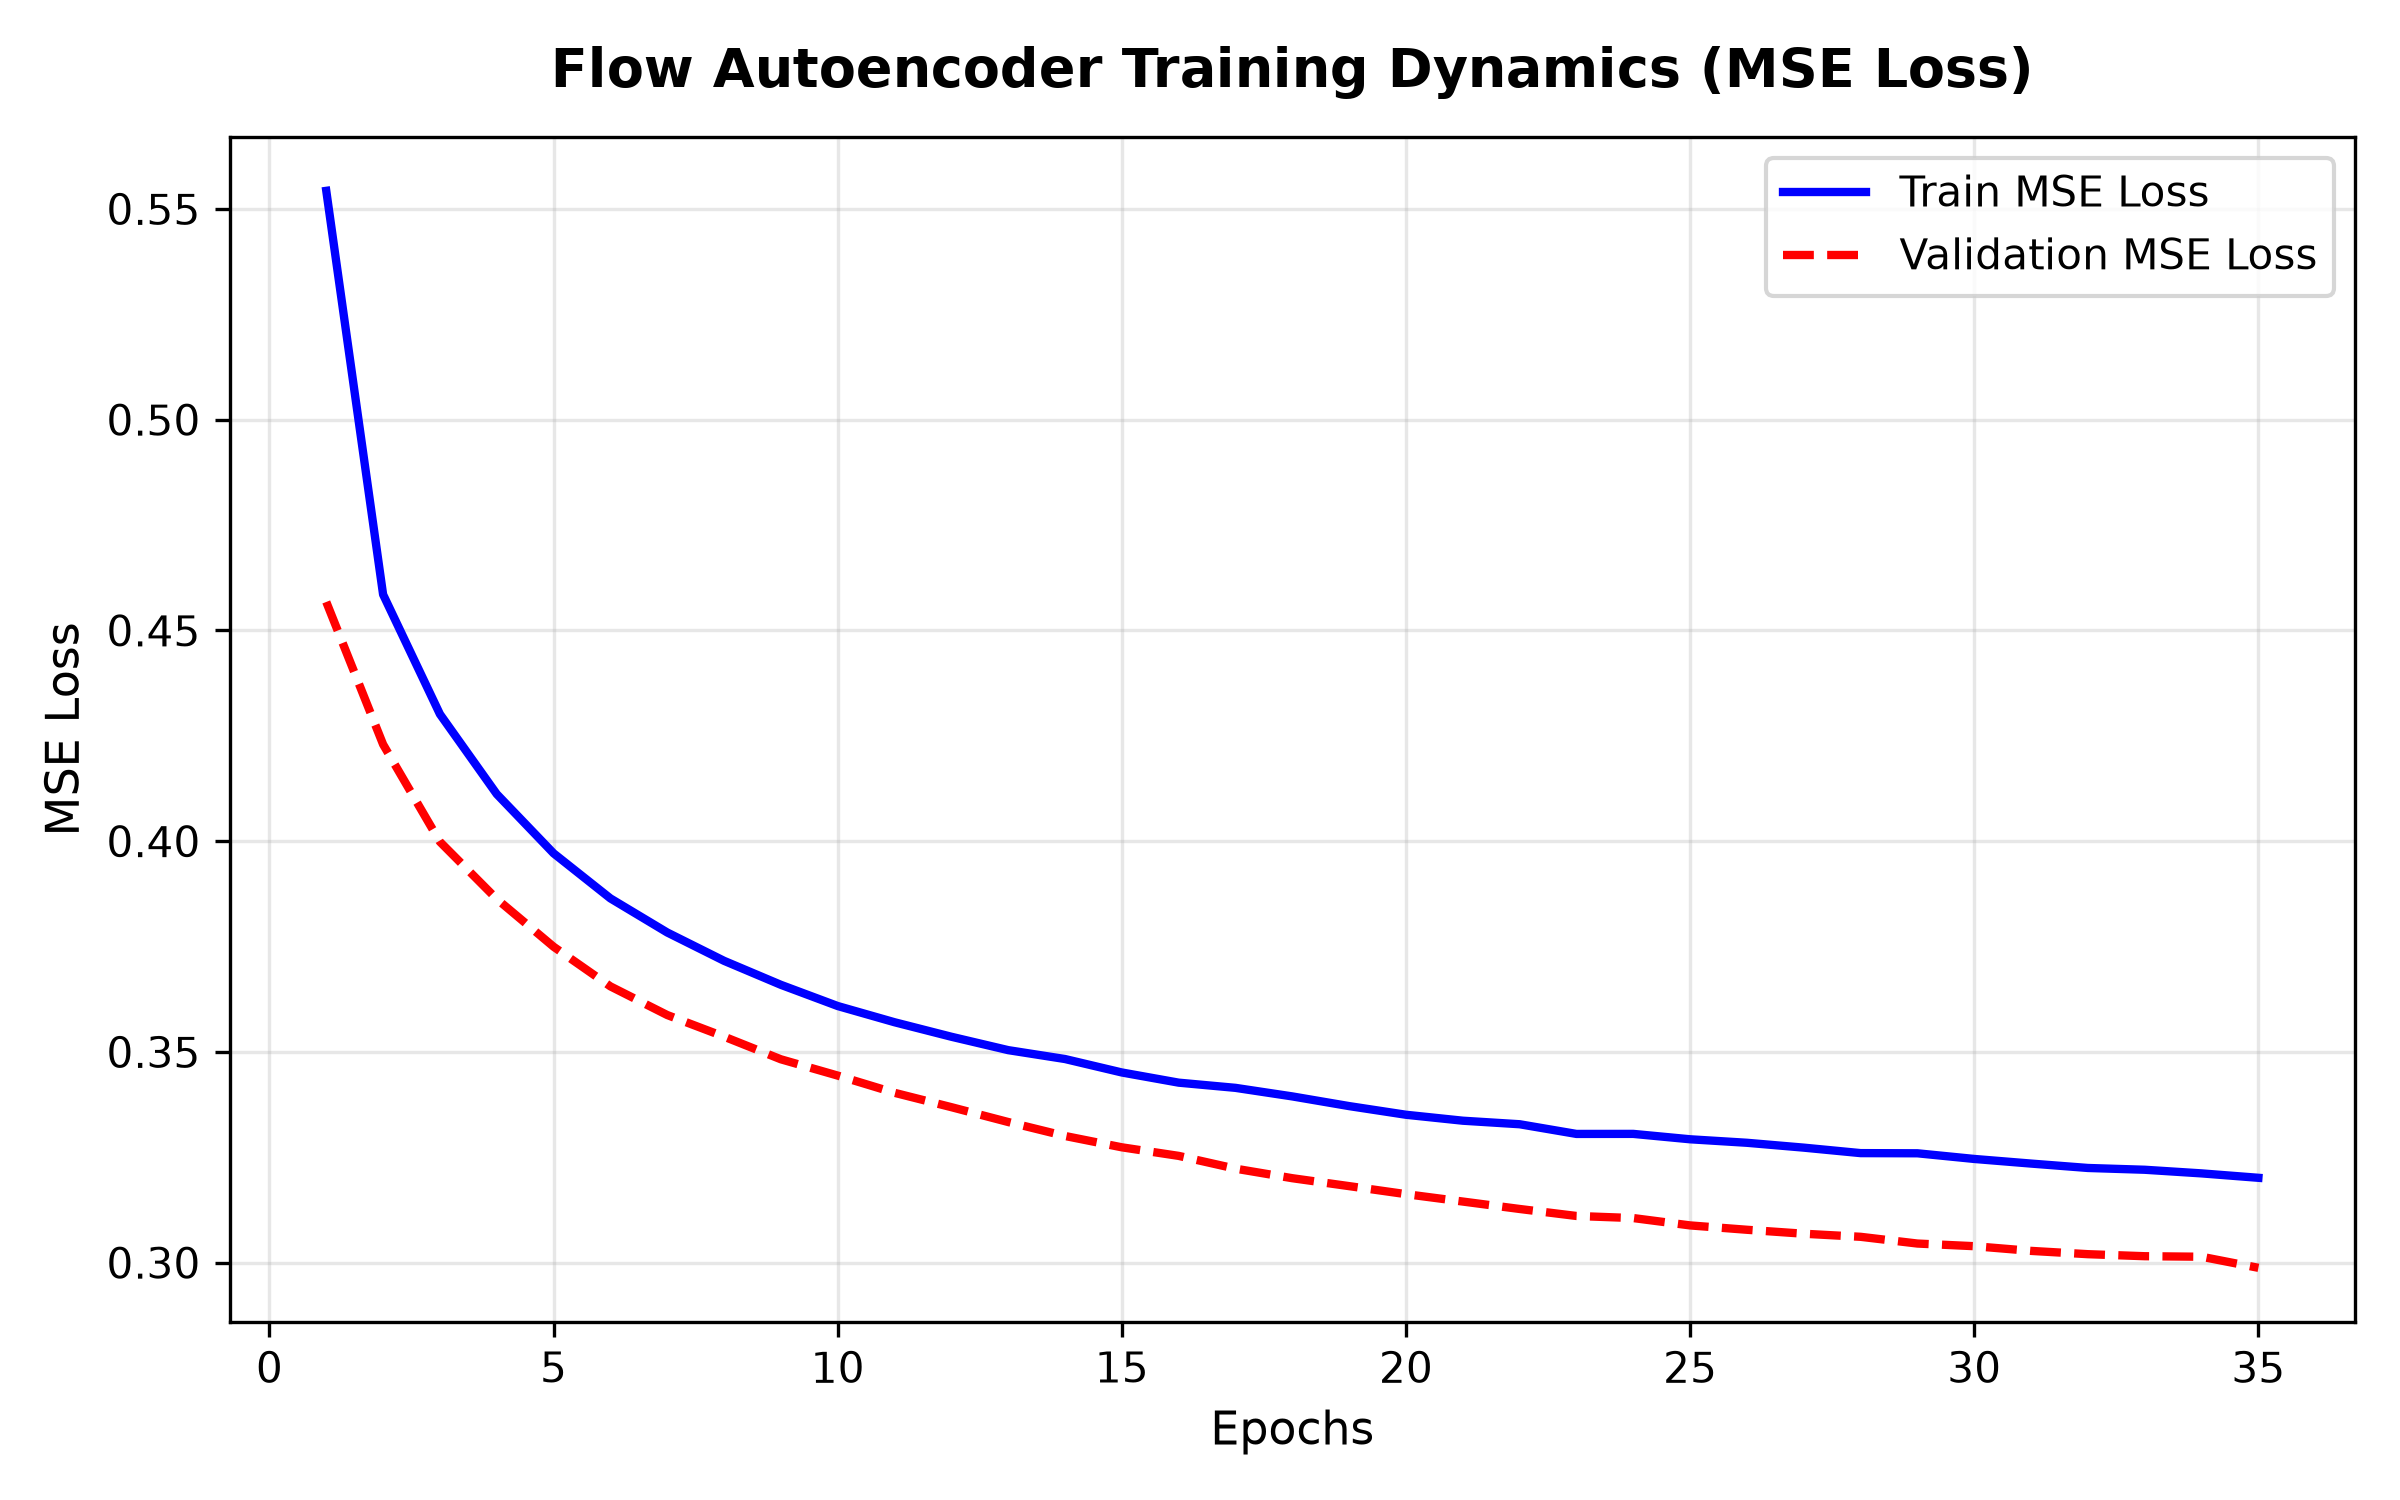 Flow Autoencoder Training Dynamics (MSE Loss)
Train MSE Loss
Validation MSE Loss
MSE Loss
0.55
0.50
0.45
0.40
0.35
0.30
0 5 10 15 20 25 30 35
Epochs